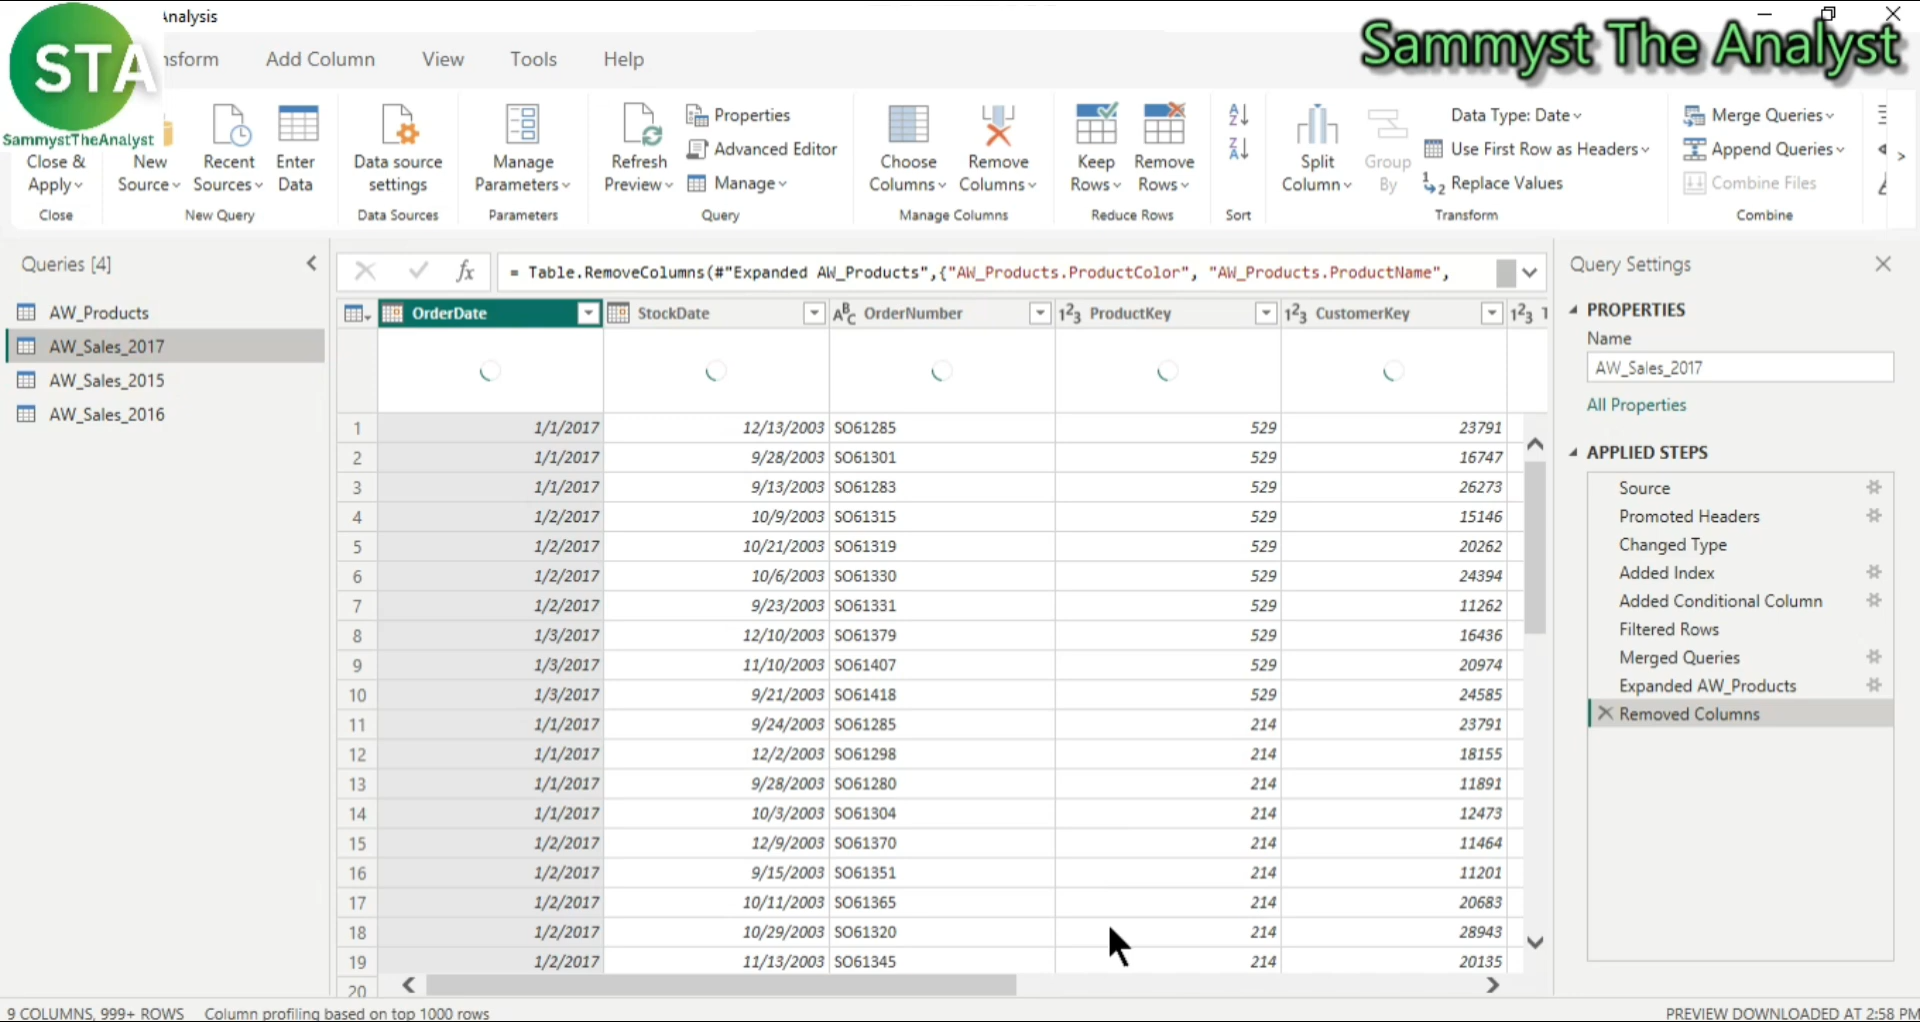 Analysis
STA
SammystTheAnalyst
Sammyst The Analyst
nsform
Add Column
View
Tools
Help
Close & Apply
Close
New Source
Recent Sources
Enter Data
New Query
Data source settings
Data Sources
Manage Parameters
Parameters
Refresh Preview
Properties
Advanced Editor
Manage
Query
Choose Columns
Remove Columns
Manage Columns
Keep Rows
Remove Rows
Reduce Rows
Sort
Split Column
Group By
Data Type: Date
Use First Row as Headers
Replace Values
Transform
Merge Queries
Append Queries
Combine Files
Combine
Queries [4]
AW_Products
AW_Sales_2017
AW_Sales_2015
AW_Sales_2016
fx
= Table.RemoveColumns(#"Expanded AW_Products",{"AW_Products.ProductColor", "AW_Products.ProductName",
OrderDate StockDate OrderNumber ProductKey CustomerKey
1 1/1/2017 12/13/2003 SO61285 529 23791
2 1/1/2017 9/28/2003 SO61301 529 16747
3 1/1/2017 9/13/2003 SO61283 529 26273
4 1/2/2017 10/9/2003 SO61315 529 15146
5 1/2/2017 10/21/2003 SO61319 529 20262
6 1/2/2017 10/6/2003 SO61330 529 24394
7 1/2/2017 9/23/2003 SO61331 529 11262
8 1/3/2017 12/10/2003 SO61379 529 16436
9 1/3/2017 11/10/2003 SO61407 529 20974
10 1/3/2017 9/21/2003 SO61418 529 24585
11 1/1/2017 9/24/2003 SO61285 214 23791
12 1/1/2017 12/2/2003 SO61298 214 18155
13 1/1/2017 9/28/2003 SO61280 214 11891
14 1/1/2017 10/3/2003 SO61304 214 12473
15 1/2/2017 12/9/2003 SO61370 214 11464
16 1/2/2017 9/15/2003 SO61351 214 11201
17 1/2/2017 10/11/2003 SO61365 214 20683
18 1/2/2017 10/29/2003 SO61320 214 28943
19 1/2/2017 11/13/2003 SO61345 214 20135
20
Query Settings
PROPERTIES
Name
AW_Sales_2017
All Properties
APPLIED STEPS
Source
Promoted Headers
Changed Type
Added Index
Added Conditional Column
Filtered Rows
Merged Queries
Expanded AW_Products
Removed Columns
9 COLUMNS, 999+ ROWS
Column profiling based on top 1000 rows
PREVIEW DOWNLOADED AT 2:58 PM